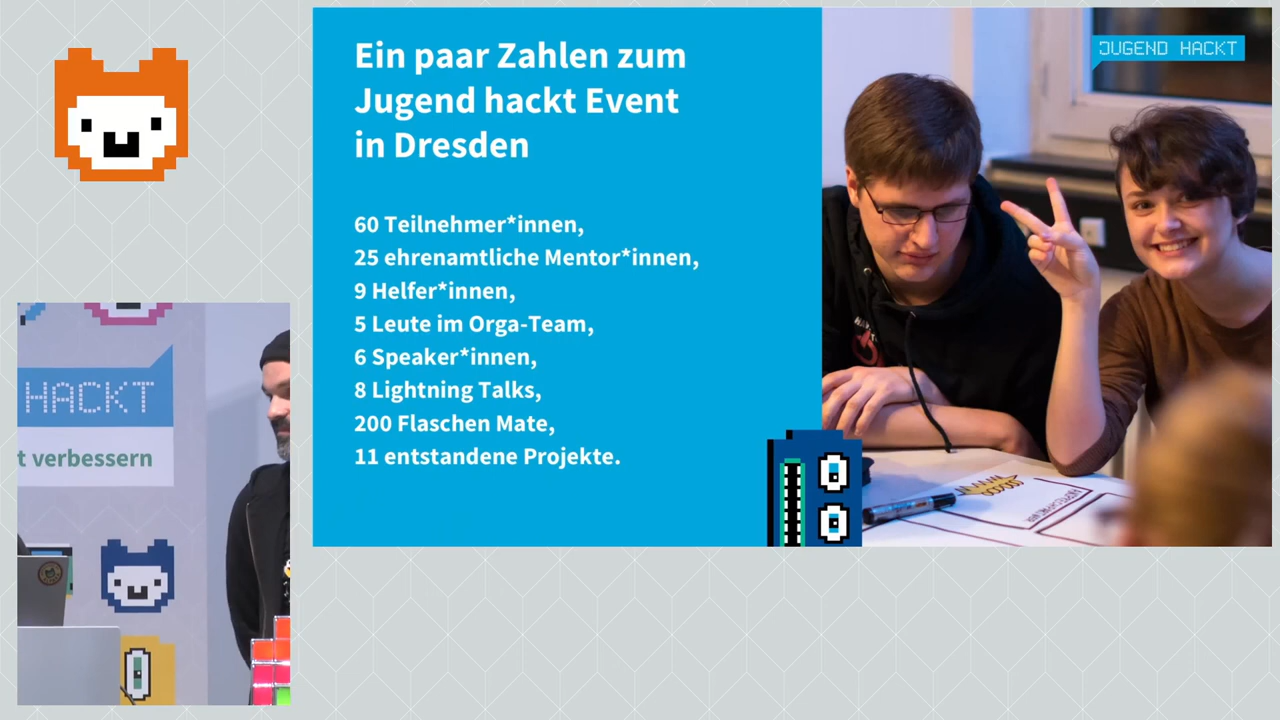 Ein paar Zahlen zum
Jugend hackt Event
in Dresden
60 Teilnehmer*innen,
25 ehrenamtliche Mentor*innen,
9 Helfer*innen,
5 Leute im Orga-Team,
6 Speaker*innen,
8 Lightning Talks,
200 Flaschen Mate,
11 entstandene Projekte.
JUGEND HACKT
HACKT
t verbessern